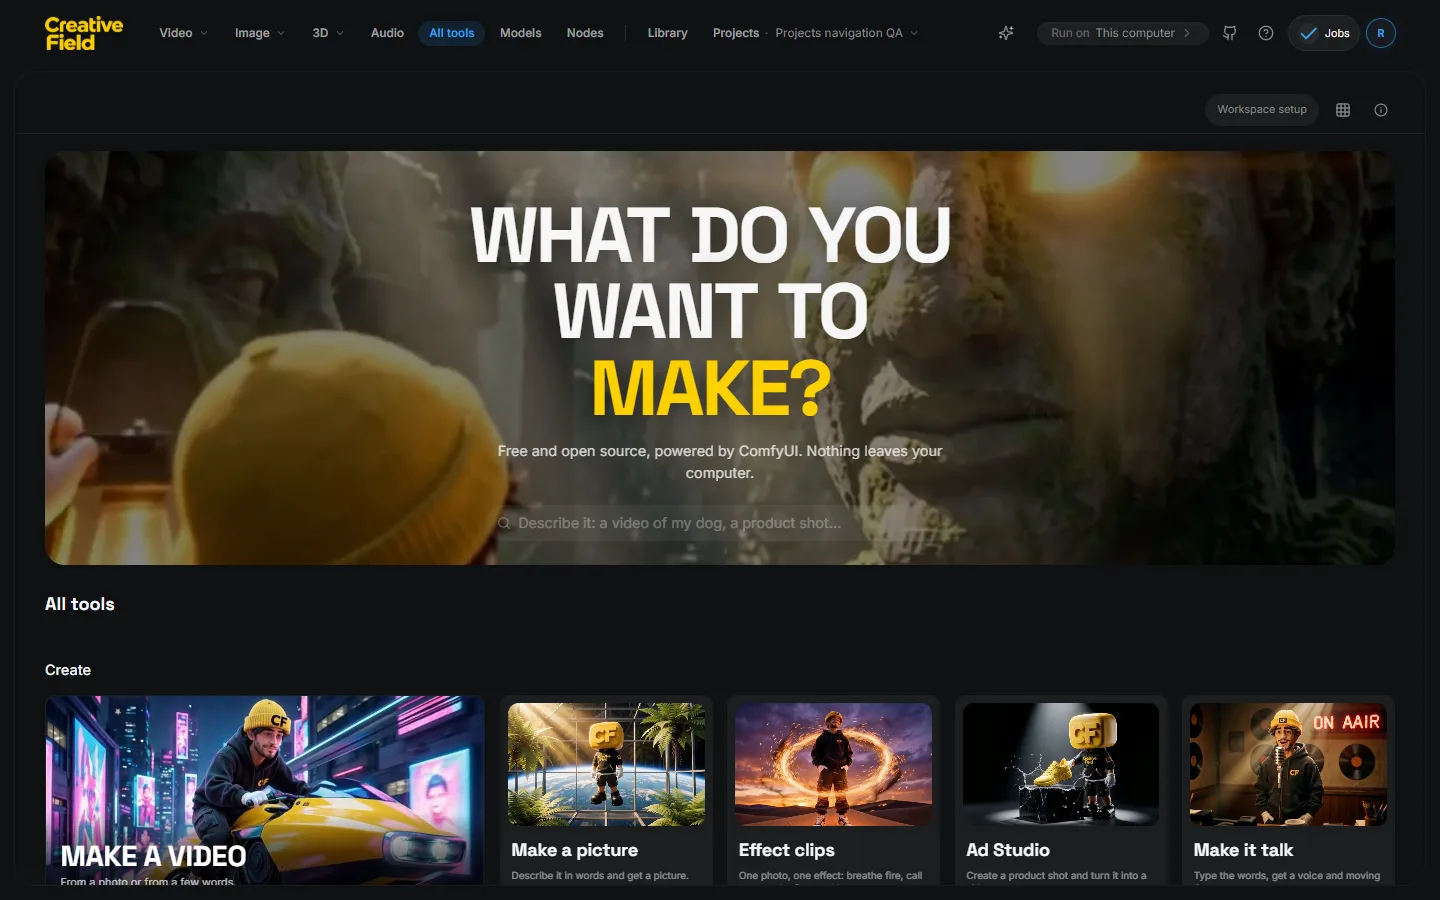 Creative
Field
Video
Image
3D
Audio
All tools
Models
Nodes
Library
Projects · Projects navigation QA
Run on This computer
Jobs
R
Workspace setup
WHAT DO YOU
WANT TO
MAKE?
Free and open source, powered by ComfyUI. Nothing leaves your
computer.
Describe it: a video of my dog, a product shot...
All tools
Create
CF
MAKE A VIDEO
From a photo or from a few words.
CF
Make a picture
Describe it in words and get a picture.
Effect clips
One photo, one effect: breathe fire, call
CF
Ad Studio
Create a product shot and turn it into a
ON AAIR
CF
Make it talk
Type the words, get a voice and moving